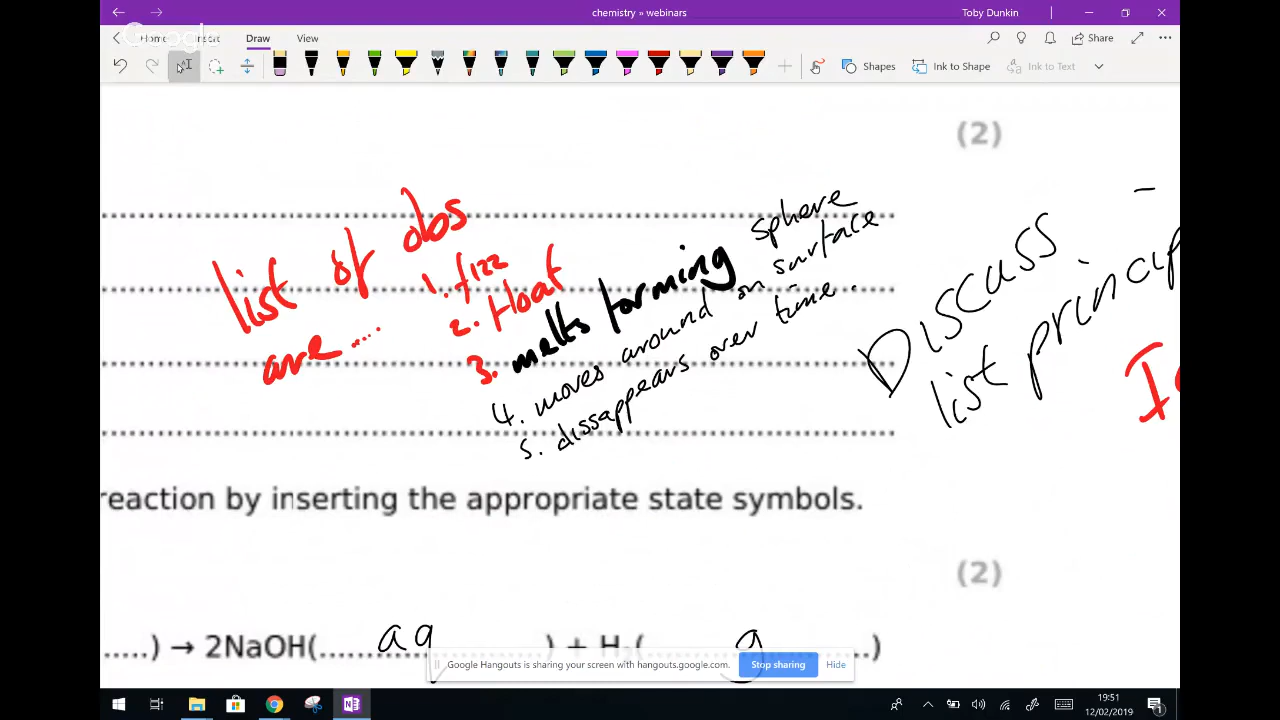 chemistry » webinars
Toby Dunkin
Google
Home
Insert
Draw
View
Share
Shapes
Ink to Shape
Ink to Text
(2)
list of obs
are ....
1. fizz
2. float
3. melts forming sphere
4. moves around on surface
5. dissappears over time.
Discuss
list
reaction by inserting the appropriate state symbols.
(2)
.....) → 2NaOH(...... aq ......) + H₂(...... g ......)
Google Hangouts is sharing your screen with hangouts.google.com.
Stop sharing
Hide
19:51
12/02/2019